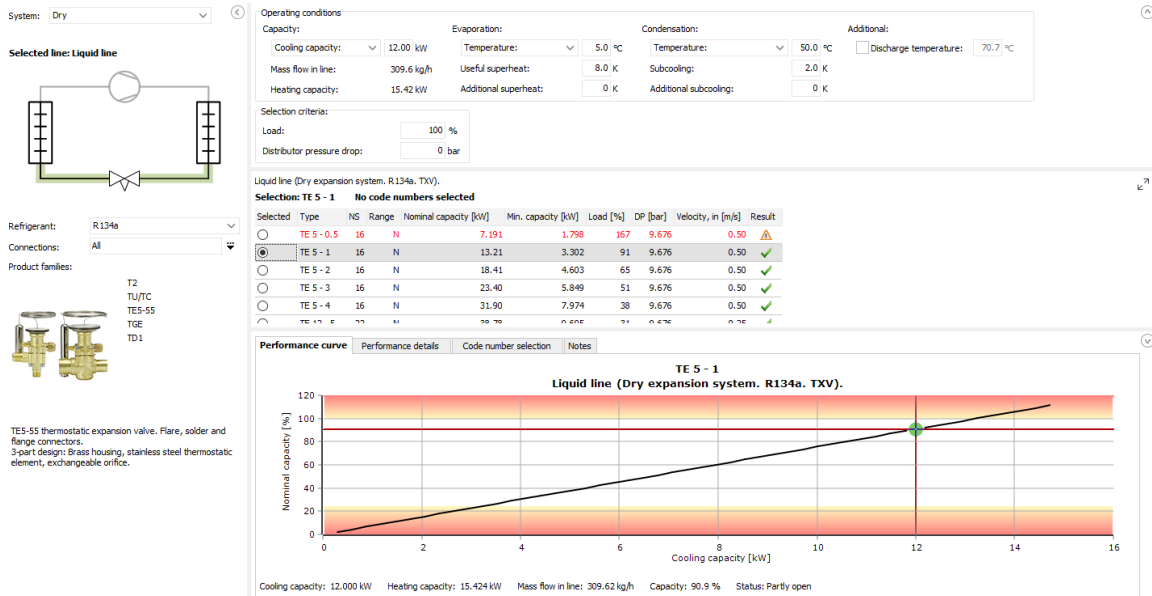 System: Dry
Selected line: Liquid line
Refrigerant: R134a
Connections: All
Product families:
T2
TU/TC
TE5-55
TGE
TD1
TE5-55 thermostatic expansion valve. Flare, solder and
flange connectors.
3-part design: Brass housing, stainless steel thermostatic
element, exchangeable orifice.
Operating conditions
Capacity: Evaporation: Condensation: Additional:
Cooling capacity: 12.00 kW Temperature: 5.0 °C Temperature: 50.0 °C Discharge temperature: 70.7 °C
Mass flow in line: 309.6 kg/h Useful superheat: 8.0 K Subcooling: 2.0 K
Heating capacity: 15.42 kW Additional superheat: 0 K Additional subcooling: 0 K
Selection criteria:
Load: 100 %
Distributor pressure drop: 0 bar
Liquid line (Dry expansion system. R134a. TXV).
Selection: TE 5 - 1 No code numbers selected
Selected Type NS Range Nominal capacity [kW] Min. capacity [kW] Load [%] DP [bar] Velocity, in [m/s] Result
TE 5 - 0.5 16 N 7.191 1.798 167 9.676 0.50
TE 5 - 1 16 N 13.21 3.302 91 9.676 0.50
TE 5 - 2 16 N 18.41 4.603 65 9.676 0.50
TE 5 - 3 16 N 23.40 5.849 51 9.676 0.50
TE 5 - 4 16 N 31.90 7.974 38 9.676 0.50
Performance curve Performance details Code number selection Notes
TE 5 - 1
Liquid line (Dry expansion system. R134a. TXV).
Nominal capacity [%]
120
100
80
60
40
20
0
0 2 4 6 8 10 12 14 16
Cooling capacity [kW]
Cooling capacity: 12.000 kW Heating capacity: 15.424 kW Mass flow in line: 309.62 kg/h Capacity: 90.9 % Status: Partly open